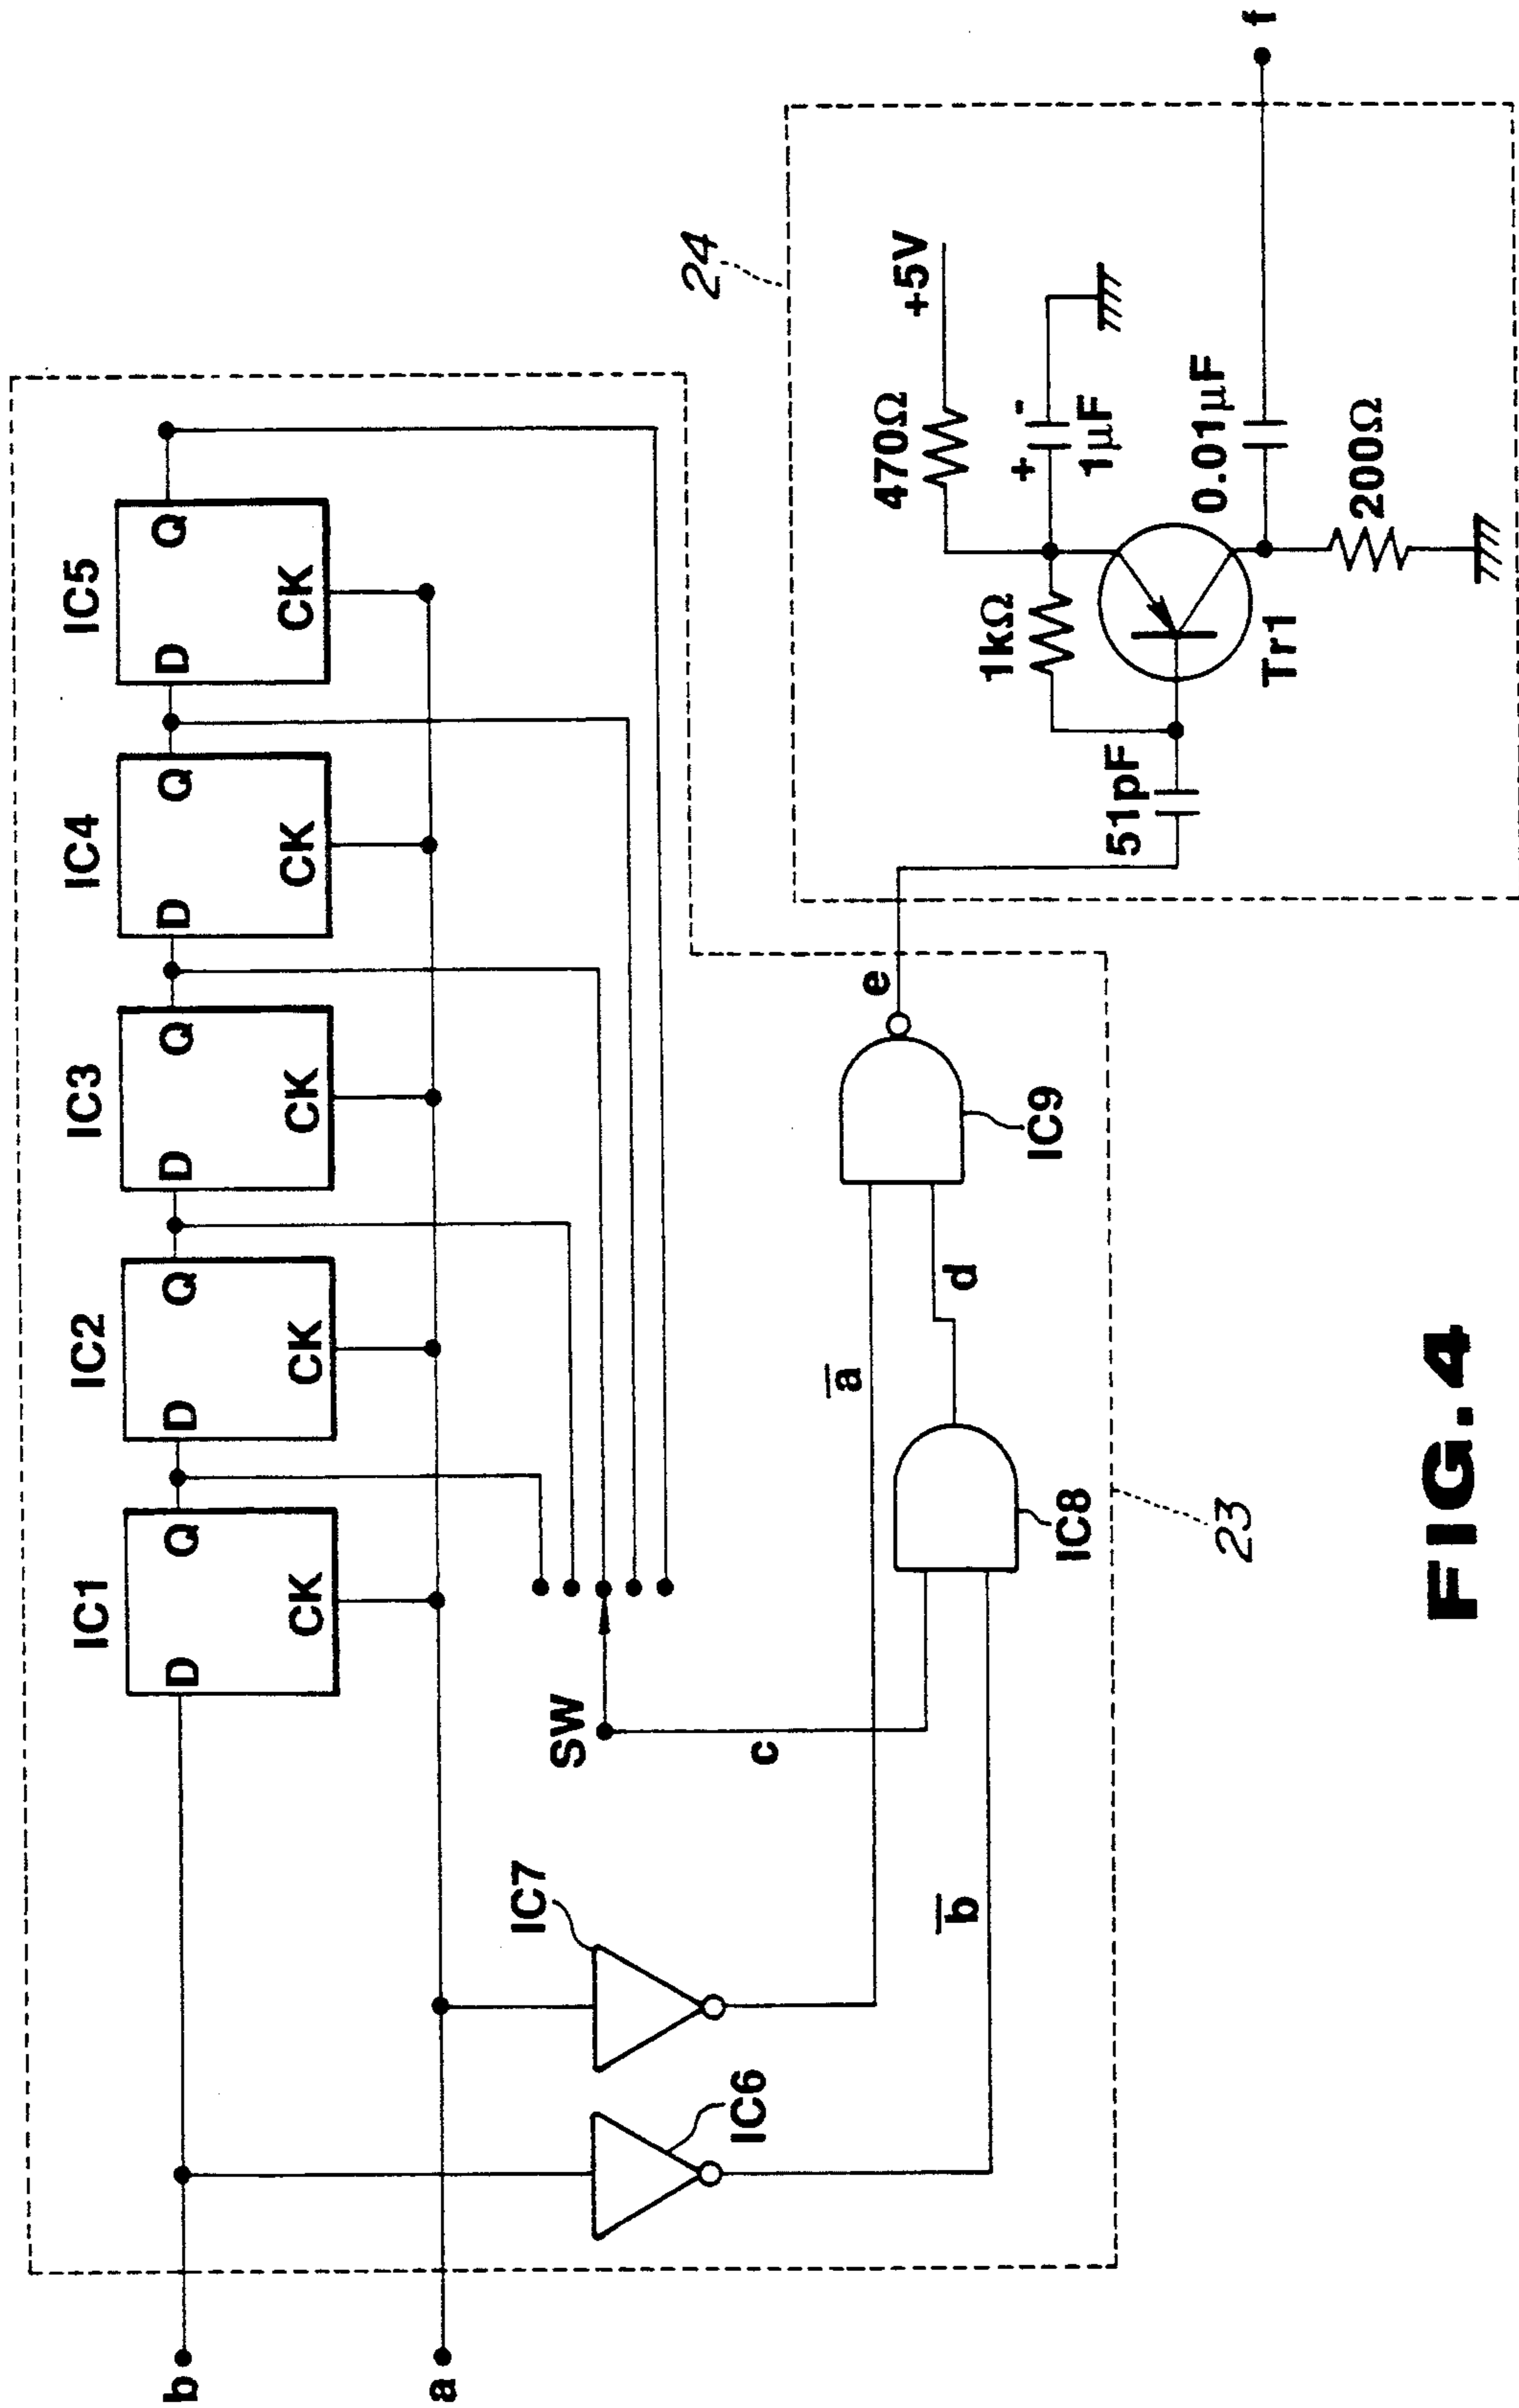 IC1
IC2
IC3
IC4
IC5
D
Q
D
Q
D
Q
D
Q
D
Q
CK
CK
CK
CK
CK
b
a
IC6
IC7
SW
c
a̅
b̅
IC8
d
IC9
e
23
24
51pF
1kΩ
470Ω
+5V
+
-
1μF
Tr1
0.01μF
200Ω
f
FIG.4